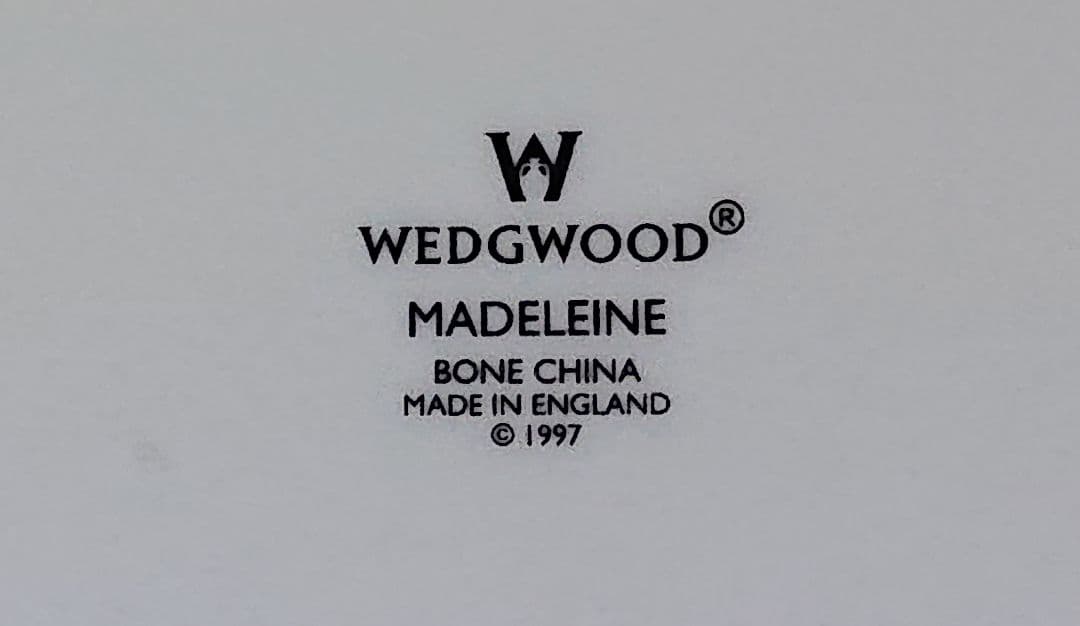 W
WEDGWOOD®
MADELEINE
BONE CHINA
MADE IN ENGLAND
© 1997